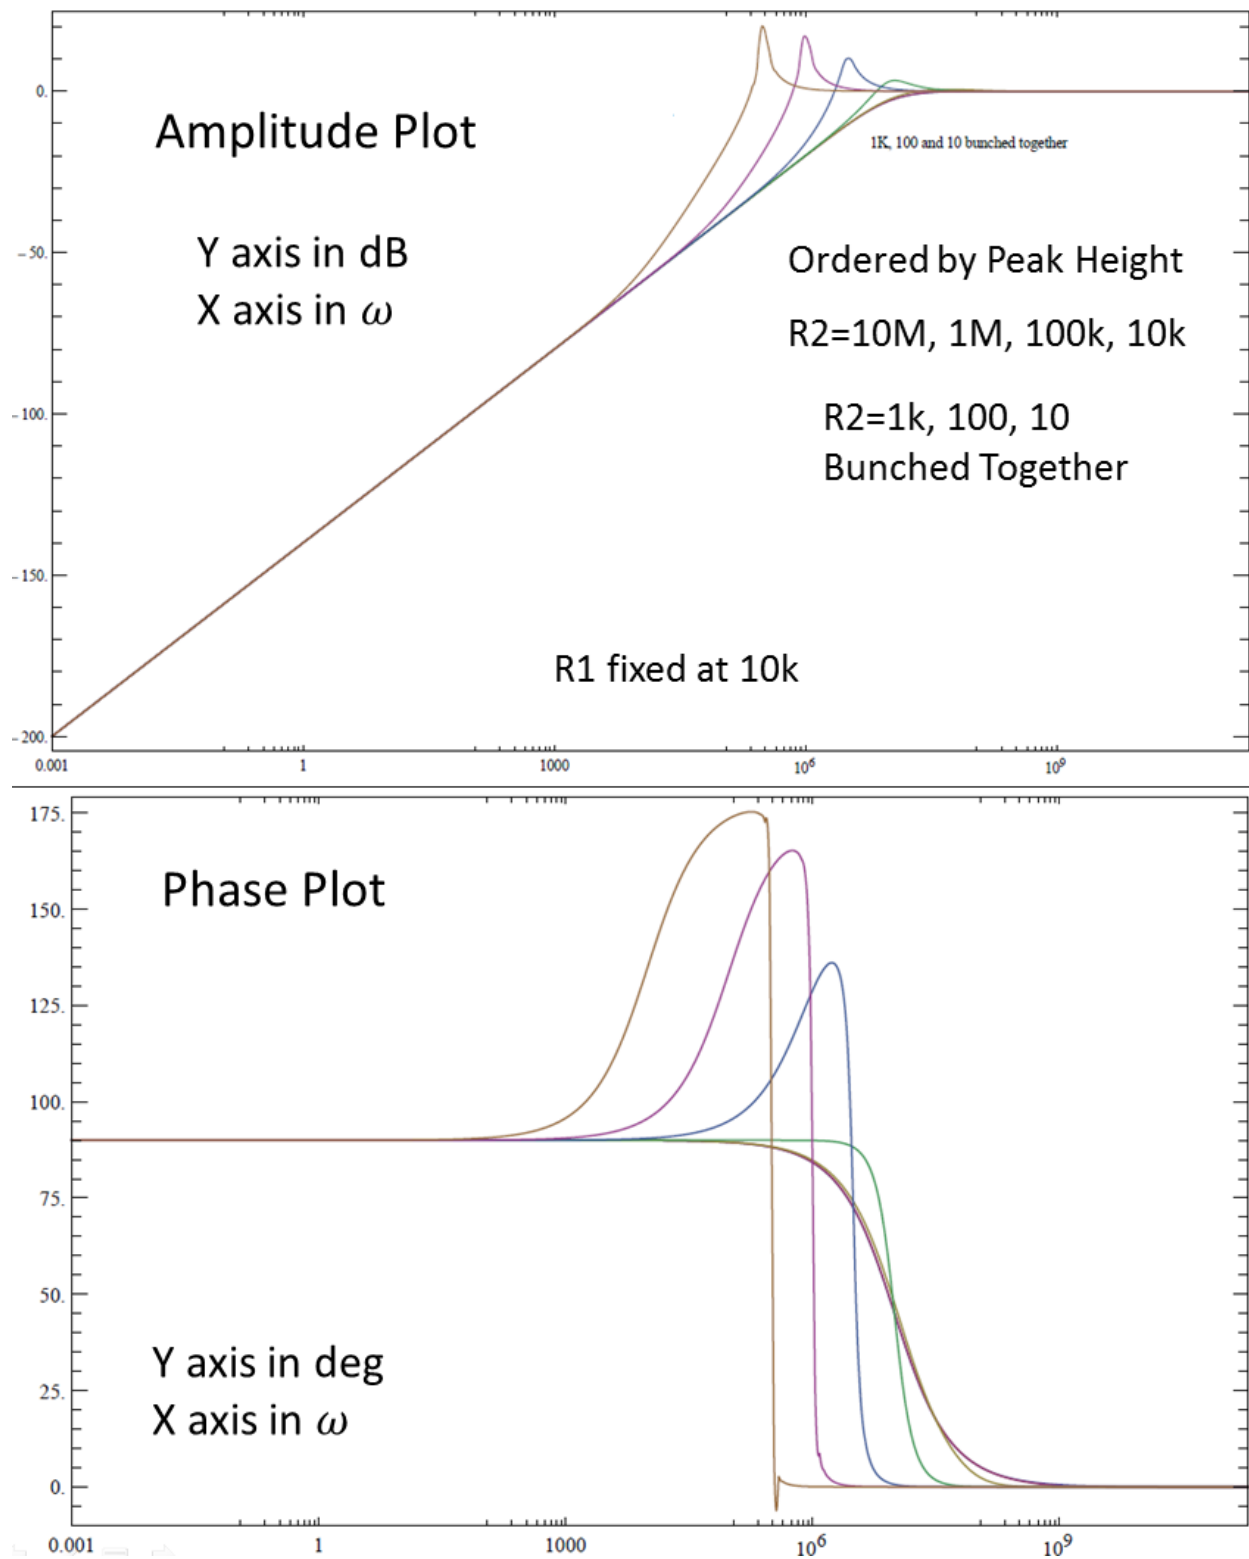 0.
Amplitude Plot
1K, 100 and 10 bunched together
Y axis in dB
X axis in ω
-50.
Ordered by Peak Height
R2=10M, 1M, 100k, 10k
-100.
R2=1k, 100, 10
Bunched Together
-150.
R1 fixed at 10k
-200.
0.001 1 1000 10⁶ 10⁹
175.
Phase Plot
150.
125.
100.
75.
50.
Y axis in deg
25.
X axis in ω
0.
0.001 1 1000 10⁶ 10⁹